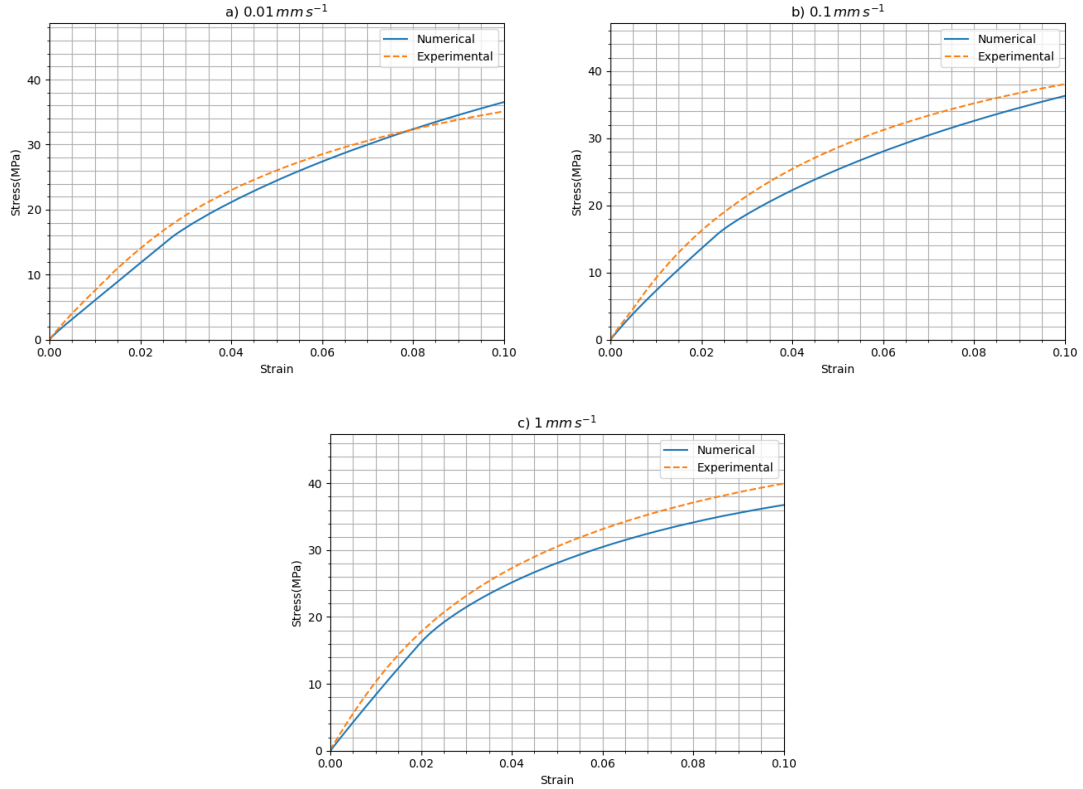 a) 0.01 mm s⁻¹
Numerical
Experimental
Stress(MPa)
40
30
20
10
0
0.00 0.02 0.04 0.06 0.08 0.10
Strain
b) 0.1 mm s⁻¹
Numerical
Experimental
Stress(MPa)
40
30
20
10
0
0.00 0.02 0.04 0.06 0.08 0.10
Strain
c) 1 mm s⁻¹
Numerical
Experimental
Stress(MPa)
40
30
20
10
0
0.00 0.02 0.04 0.06 0.08 0.10
Strain